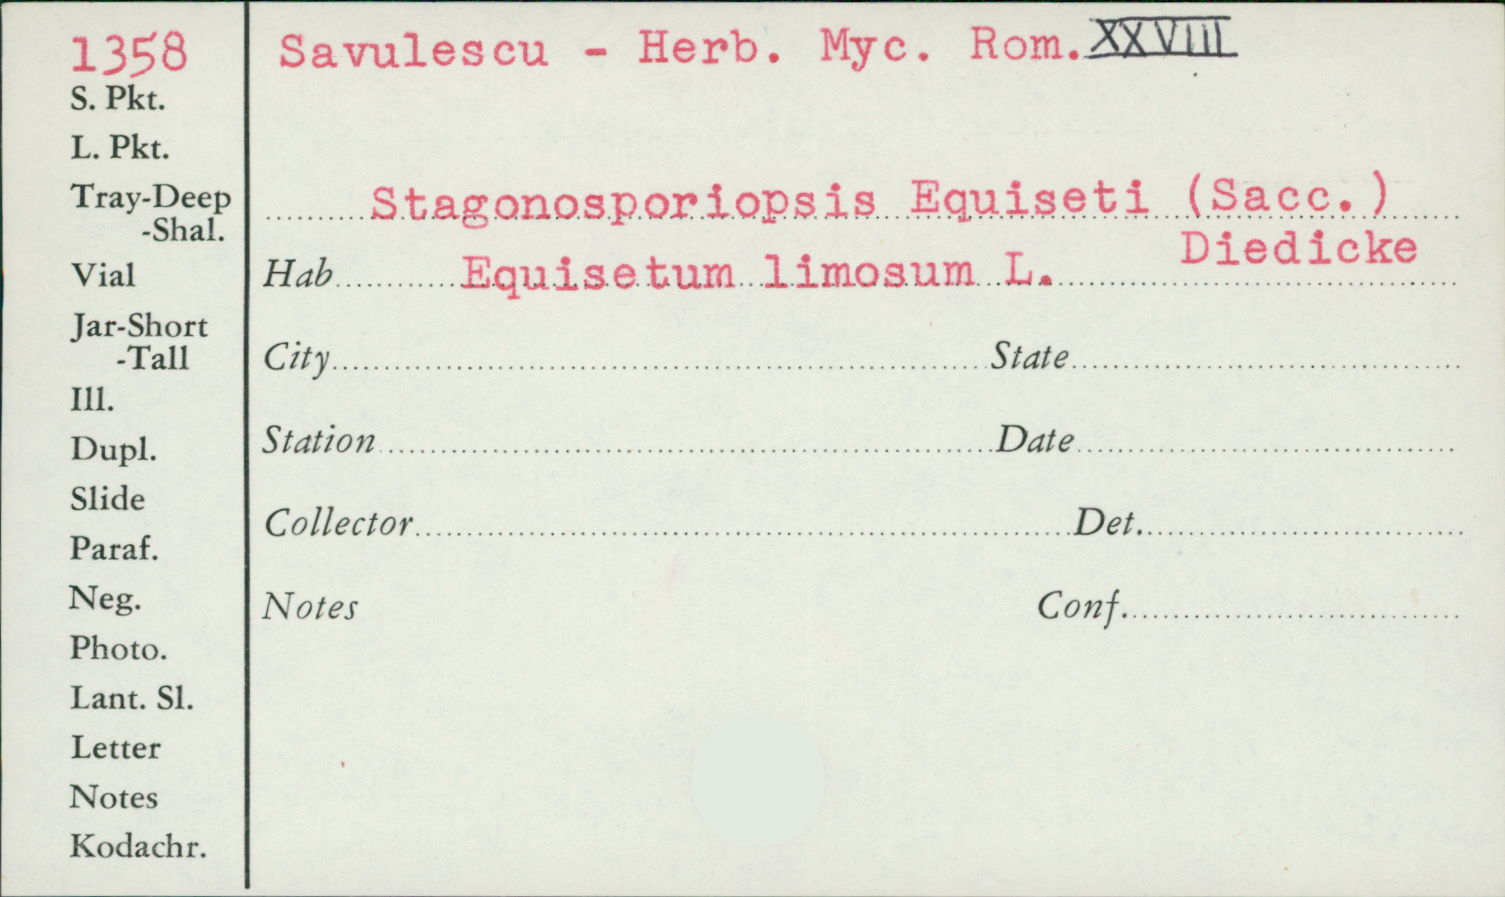 1358
S. Pkt.
L. Pkt.
Tray-Deep
-Shal.
Vial
Jar-Short
-Tall
Ill.
Dupl.
Slide
Paraf.
Neg.
Photo.
Lant. Sl.
Letter
Notes
Kodachr.
Savulescu - Herb. Myc. Rom. XXVIII
Stagonosporiopsis Equiseti (Sacc.)
Diedicke
Hab Equisetum limosum L.
City State
Station Date
Collector Det.
Notes Conf.